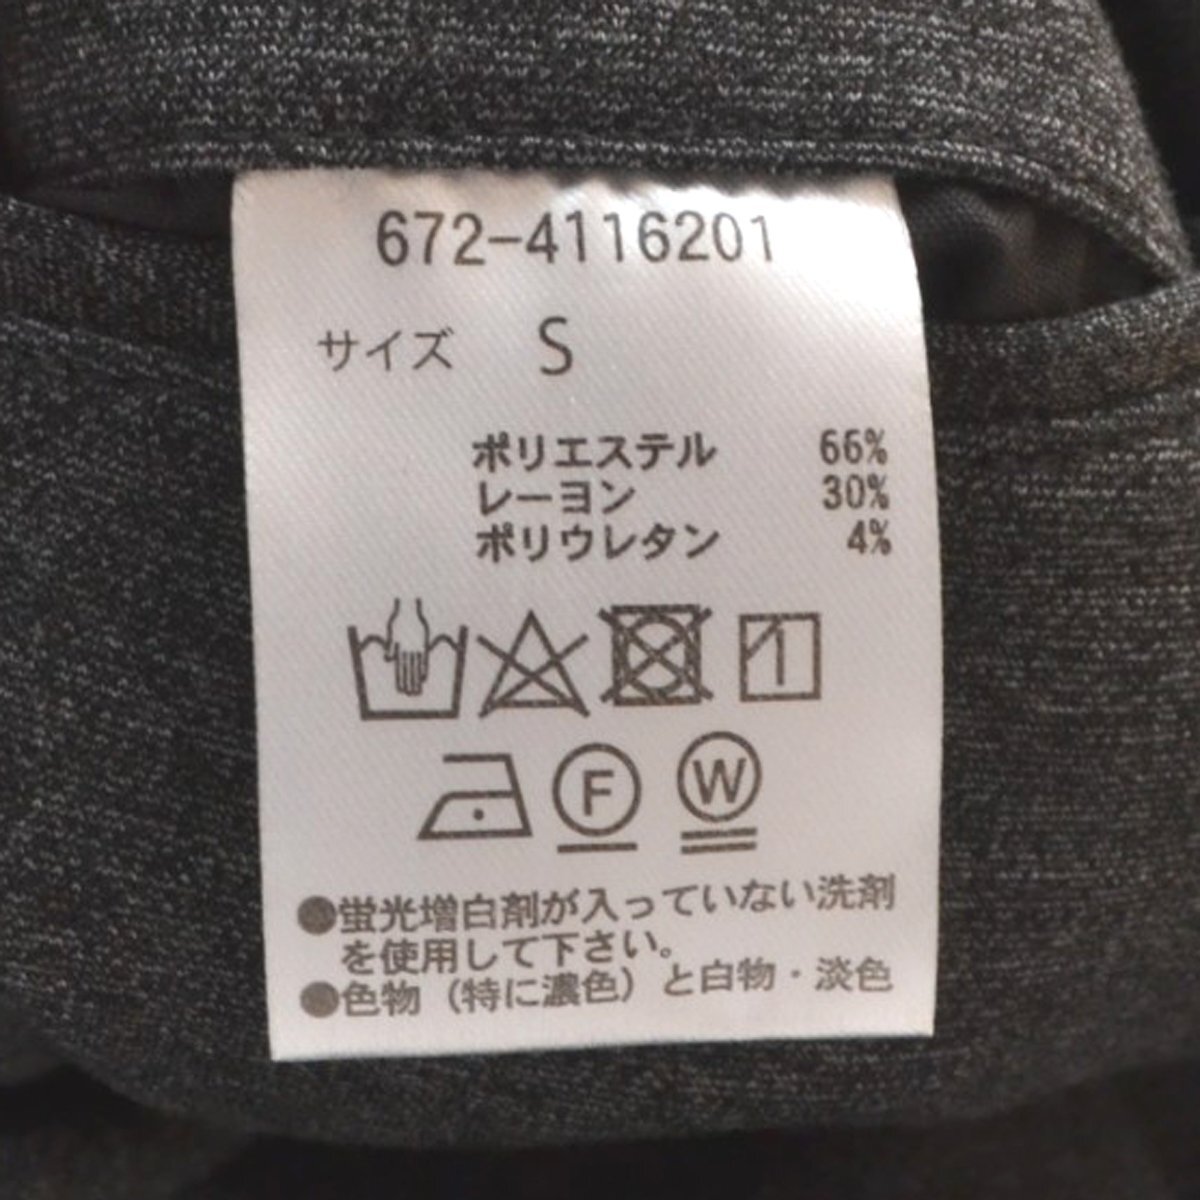 672-4116201
サイズ S
ポリエステル 66%
レーヨン 30%
ポリウレタン 4%
F W
●蛍光増白剤が入っていない洗剤
を使用して下さい。
●色物（特に濃色）と白物・淡色